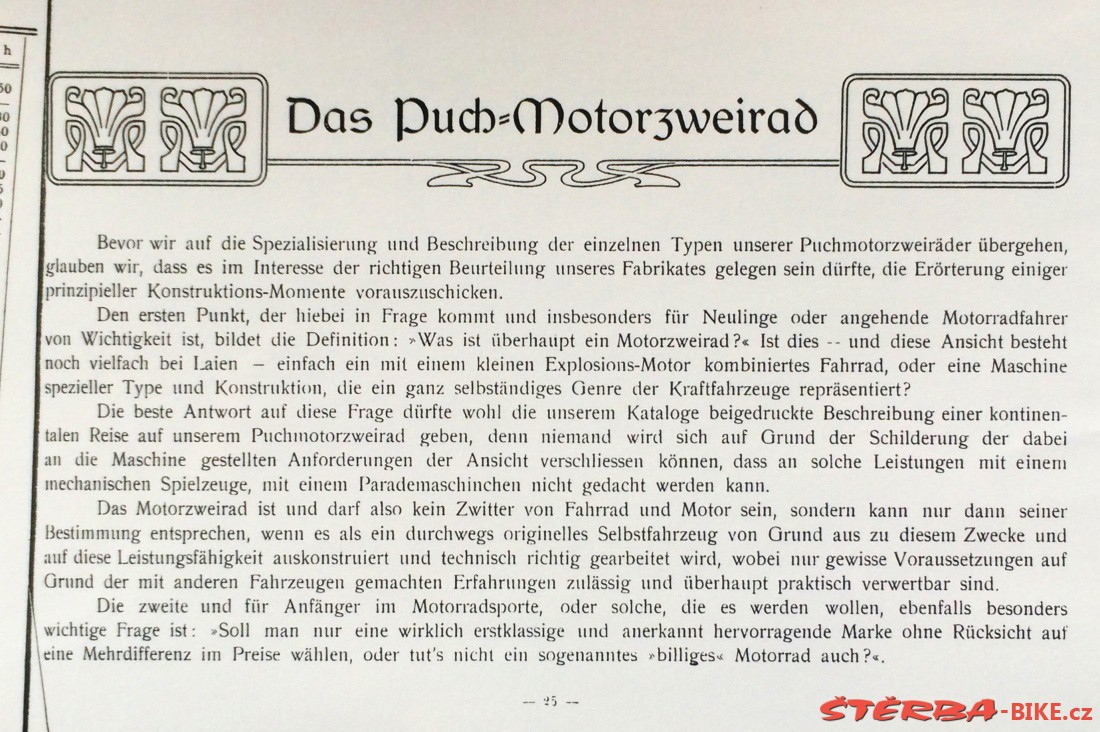 h
50
Das Puch-Motorzweirad
Bevor wir auf die Spezialisierung und Beschreibung der einzelnen Typen unserer Puchmotorzweiräder übergehen,
glauben wir, dass es im Interesse der richtigen Beurteilung unseres Fabrikates gelegen sein dürfte, die Erörterung einiger
prinzipieller Konstruktions-Momente vorauszuschicken.
Den ersten Punkt, der hiebei in Frage kommt und insbesonders für Neulinge oder angehende Motorradfahrer
von Wichtigkeit ist, bildet die Definition: »Was ist überhaupt ein Motorzweirad?« Ist dies -- und diese Ansicht besteht
noch vielfach bei Laien – einfach ein mit einem kleinen Explosions-Motor kombiniertes Fahrrad, oder eine Maschine
spezieller Type und Konstruktion, die ein ganz selbständiges Genre der Kraftfahrzeuge repräsentiert?
Die beste Antwort auf diese Frage dürfte wohl die unserem Kataloge beigedruckte Beschreibung einer kontinen-
talen Reise auf unserem Puchmotorzweirad geben, denn niemand wird sich auf Grund der Schilderung der dabei
an die Maschine gestellten Anforderungen der Ansicht verschliessen können, dass an solche Leistungen mit einem
mechanischen Spielzeuge, mit einem Parademaschinchen nicht gedacht werden kann.
Das Motorzweirad ist und darf also kein Zwitter von Fahrrad und Motor sein, sondern kann nur dann seiner
Bestimmung entsprechen, wenn es als ein durchwegs originelles Selbstfahrzeug von Grund aus zu diesem Zwecke und
auf diese Leistungsfähigkeit auskonstruiert und technisch richtig gearbeitet wird, wobei nur gewisse Voraussetzungen auf
Grund der mit anderen Fahrzeugen gemachten Erfahrungen zulässig und überhaupt praktisch verwertbar sind.
Die zweite und für Anfänger im Motorradsporte, oder solche, die es werden wollen, ebenfalls besonders
wichtige Frage ist: »Soll man nur eine wirklich erstklassige und anerkannt hervorragende Marke ohne Rücksicht auf
eine Mehrdifferenz im Preise wählen, oder tut's nicht ein sogenanntes »billiges« Motorrad auch?«.
— 25 —
ŠTĚRBA-BIKE.cz